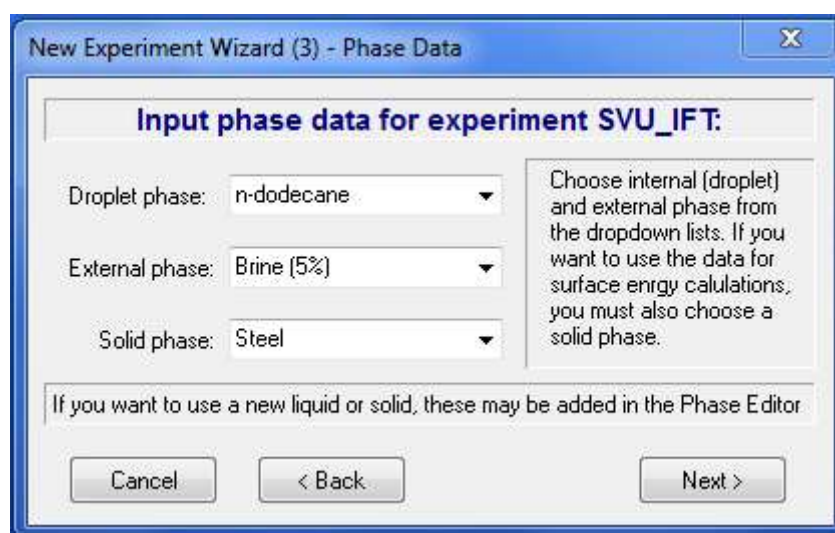 New Experiment Wizard (3) - Phase Data
Input phase data for experiment SVU_IFT:
Droplet phase: n-dodecane
External phase: Brine (5%)
Solid phase: Steel
Choose internal (droplet)
and external phase from
the dropdown lists. If you
want to use the data for
surface enrgy calulations,
you must also choose a
solid phase.
If you want to use a new liquid or solid, these may be added in the Phase Editor
Cancel
< Back
Next >